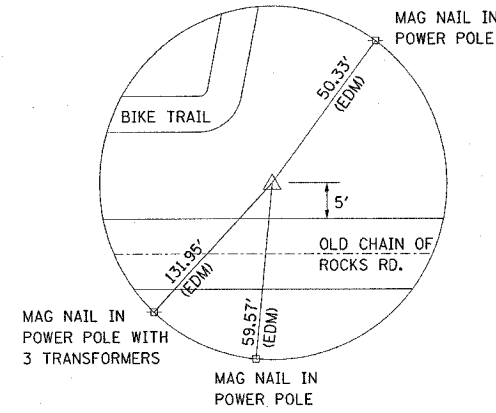 MAG NAIL IN
POWER POLE
50.33'
(EDM)
BIKE TRAIL
5'
OLD CHAIN OF
ROCKS RD.
131.95'
(EDM)
59.57'
(EDM)
MAG NAIL IN
POWER POLE WITH
3 TRANSFORMERS
MAG NAIL IN
POWER POLE